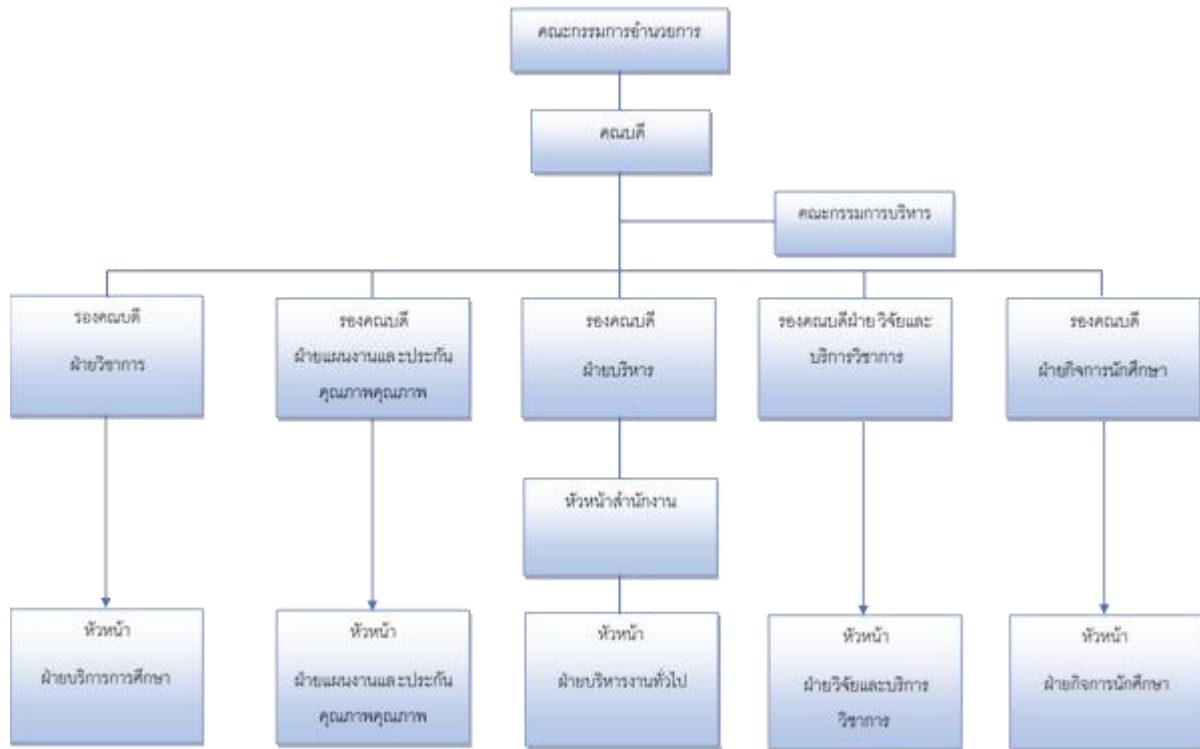 คณะกรรมการอำนวยการ
คณบดี
คณะกรรมการบริหาร
รองคณบดี
ฝ่ายวิชาการ
รองคณบดี
ฝ่ายแผนงานและประกัน
คุณภาพคุณภาพ
รองคณบดี
ฝ่ายบริหาร
รองคณบดีฝ่าย วิจัยและ
บริการวิชาการ
รองคณบดี
ฝ่ายกิจการนักศึกษา
หัวหน้าสำนักงาน
หัวหน้า
ฝ่ายบริการการศึกษา
หัวหน้า
ฝ่ายแผนงานและประกัน
คุณภาพคุณภาพ
หัวหน้า
ฝ่ายบริหารงานทั่วไป
หัวหน้า
ฝ่ายวิจัยและบริการ
วิชาการ
หัวหน้า
ฝ่ายกิจการนักศึกษา